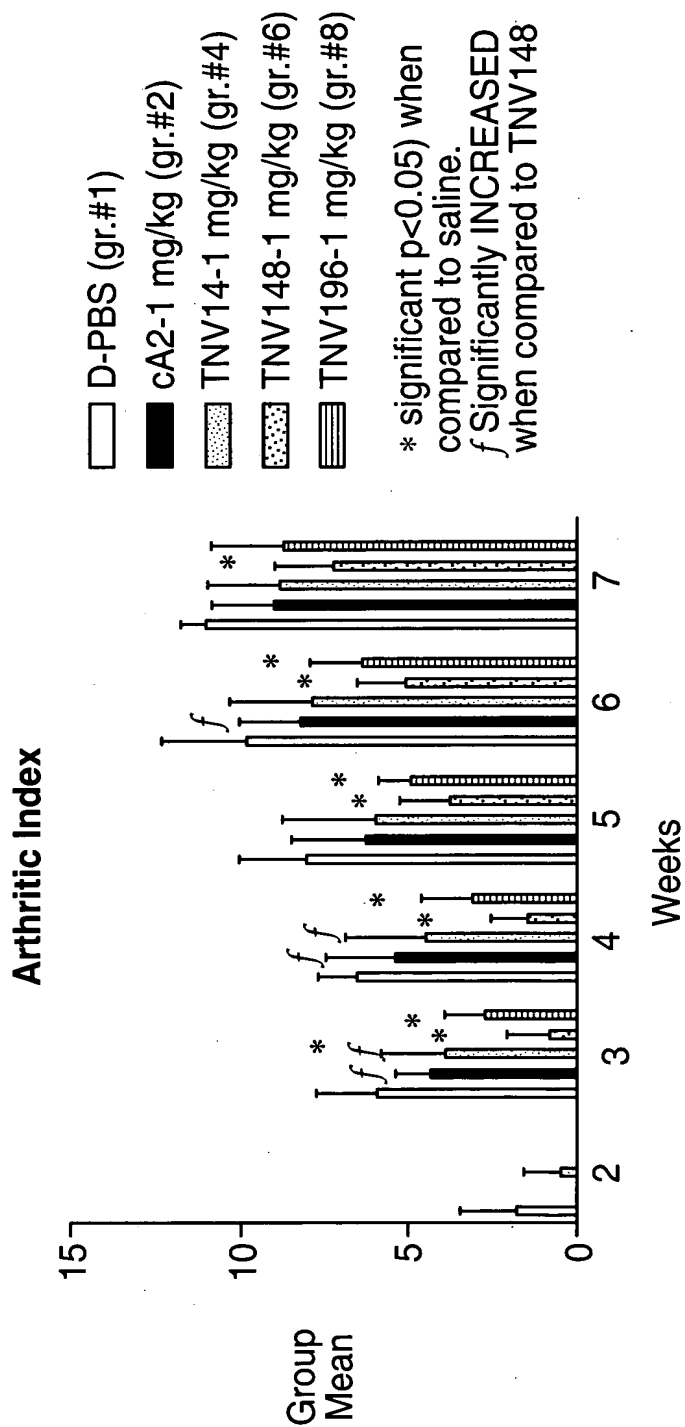 Arthritic Index
Group
Mean
15
10
5
0
f
f
*
*
*
f
f
*
*
*
*
f
*
*
*
2
3
4
5
6
7
Weeks
D-PBS (gr.#1)
cA2-1 mg/kg (gr.#2)
TNV14-1 mg/kg (gr.#4)
TNV148-1 mg/kg (gr.#6)
TNV196-1 mg/kg (gr.#8)
* significant p<0.05) when
compared to saline.
f Significantly INCREASED
when compared to TNV148